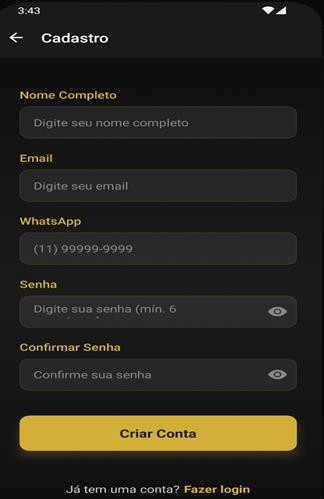 3:43
Cadastro
Nome Completo
Digite seu nome completo
Email
Digite seu email
WhatsApp
(11) 99999-9999
Senha
Digite sua senha (mín. 6
Confirmar Senha
Confirme sua senha
Criar Conta
Já tem uma conta? Fazer login